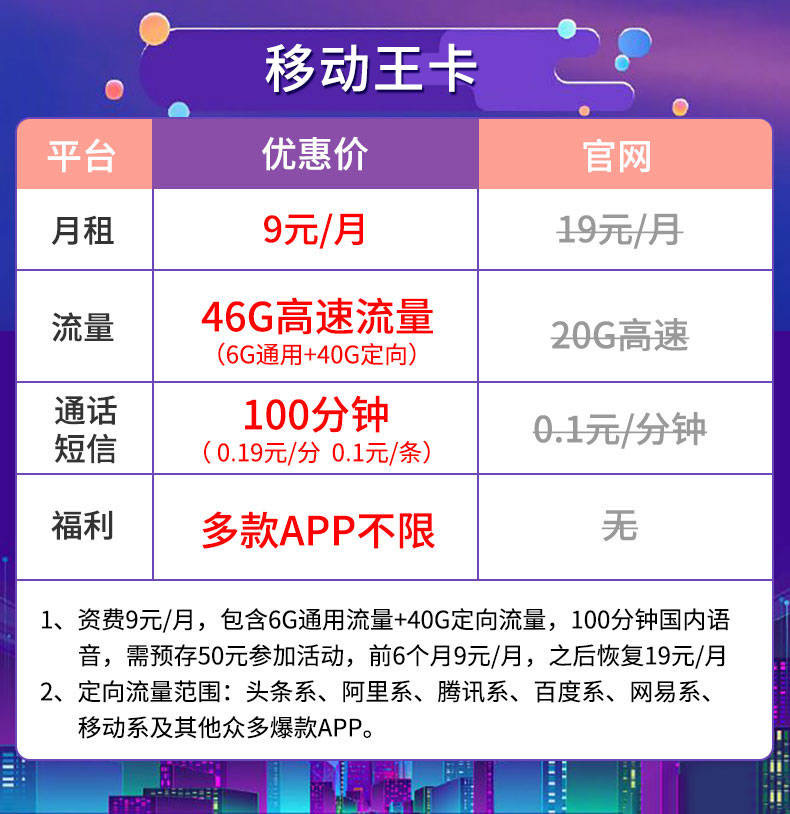 移动王卡
平台 优惠价 官网
月租 9元/月 19元/月
流量 46G高速流量 20G高速
（6G通用+40G定向）
通话 100分钟 0.1元/分钟
短信 （0.19元/分 0.1元/条）
福利 多款APP不限 无
1、资费9元/月，包含6G通用流量+40G定向流量，100分钟国内语
音，需预存50元参加活动，前6个月9元/月，之后恢复19元/月
2、定向流量范围：头条系、阿里系、腾讯系、百度系、网易系、
移动系及其他众多爆款APP。